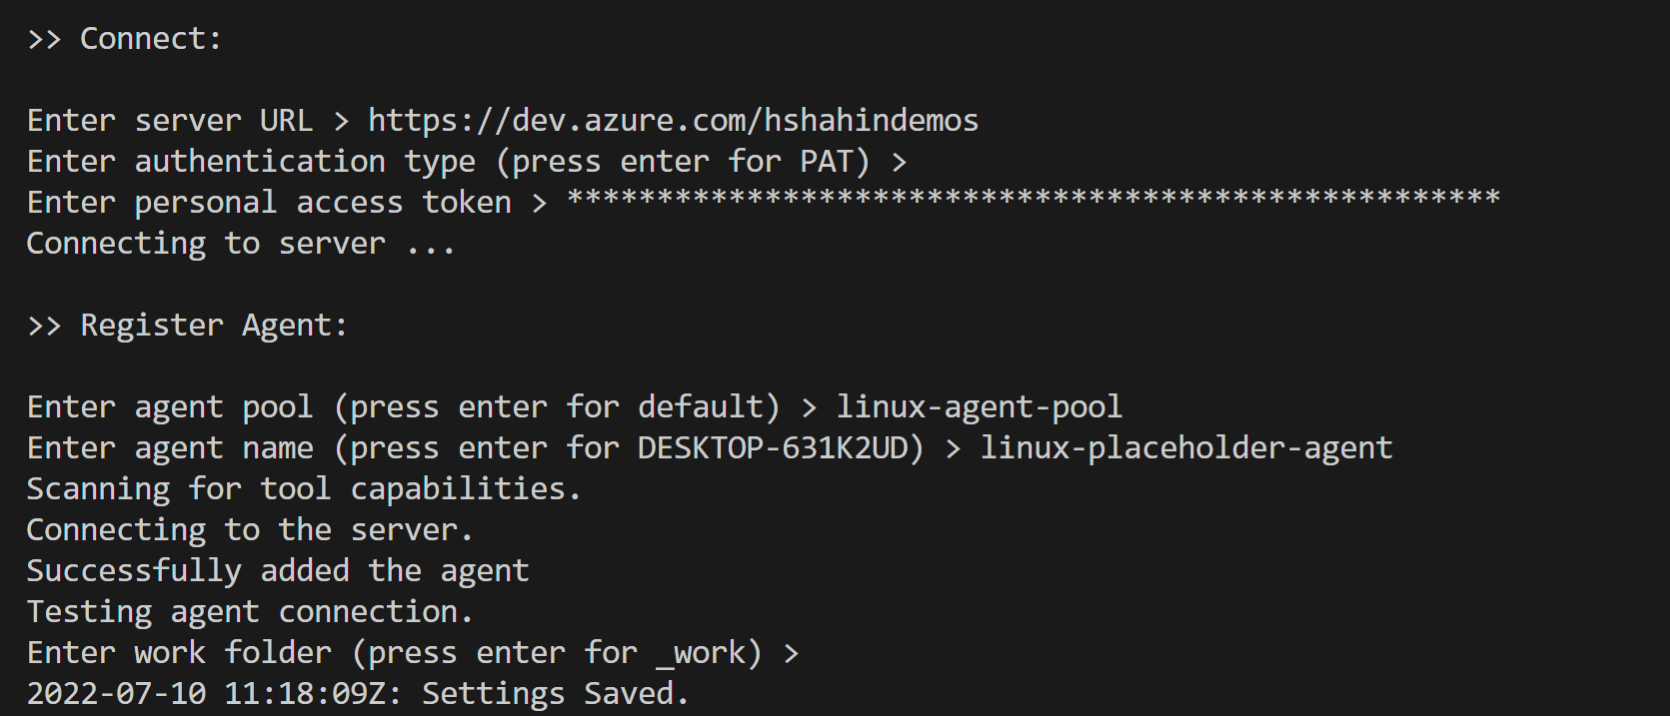 >> Connect:
Enter server URL > https://dev.azure.com/hshahindemos
Enter authentication type (press enter for PAT) >
Enter personal access token > ****************************************************
Connecting to server ...
>> Register Agent:
Enter agent pool (press enter for default) > linux-agent-pool
Enter agent name (press enter for DESKTOP-631K2UD) > linux-placeholder-agent
Scanning for tool capabilities.
Connecting to the server.
Successfully added the agent
Testing agent connection.
Enter work folder (press enter for _work) >
2022-07-10 11:18:09Z: Settings Saved.